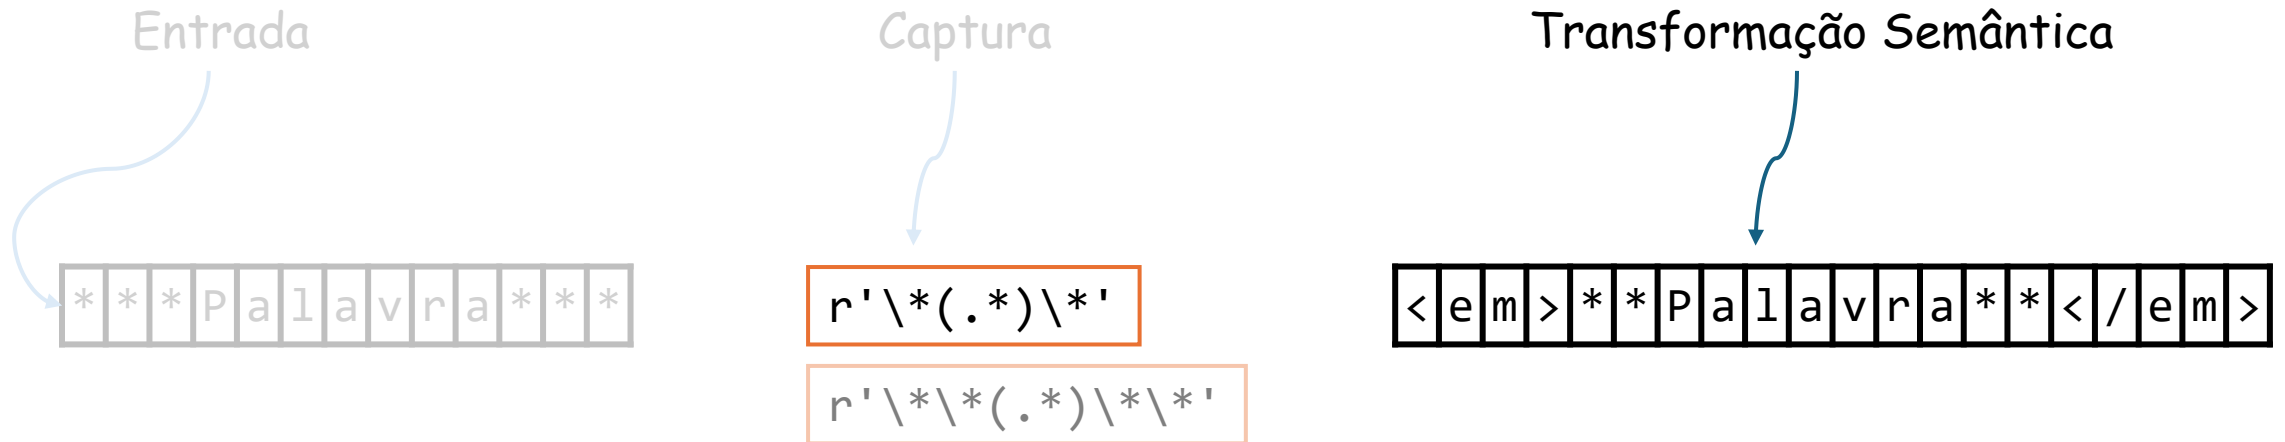 Entrada
Captura
Transformação Semântica
***Palavra***
r'\*(.*)\*'
<em>**Palavra**</em>
r'\*\*(.*)\*\*'